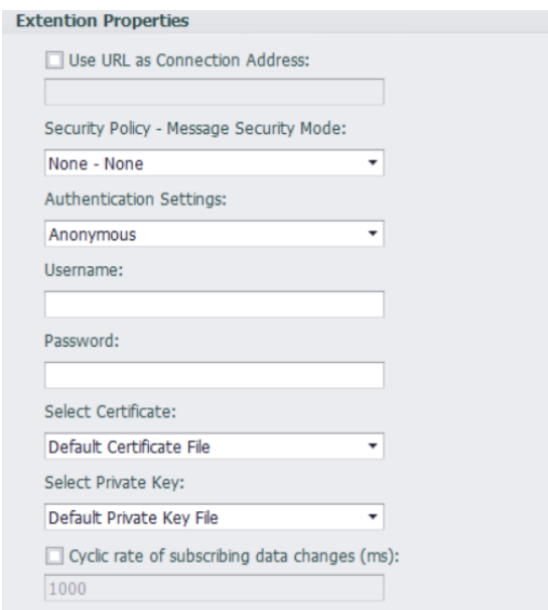 Extention Properties
Use URL as Connection Address:
Security Policy - Message Security Mode:
None - None
Authentication Settings:
Anonymous
Username:
Password:
Select Certificate:
Default Certificate File
Select Private Key:
Default Private Key File
Cyclic rate of subscribing data changes (ms):
1000